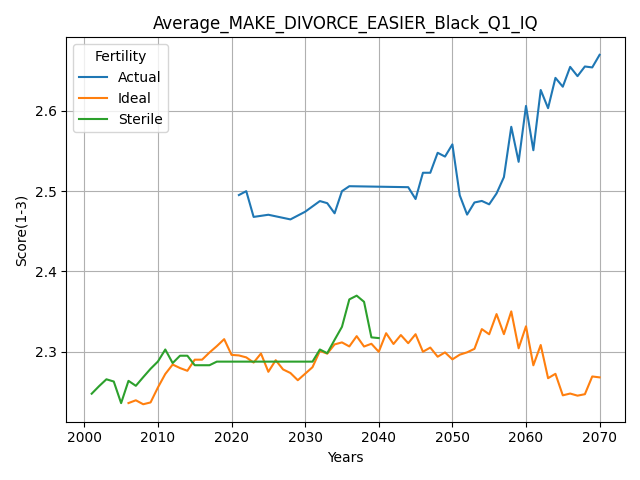 Average_MAKE_DIVORCE_EASIER_Black_Q1_IQ
Fertility
Actual
Ideal
Sterile
Score(1-3)
2.6
2.5
2.4
2.3
2000 2010 2020 2030 2040 2050 2060 2070
Years